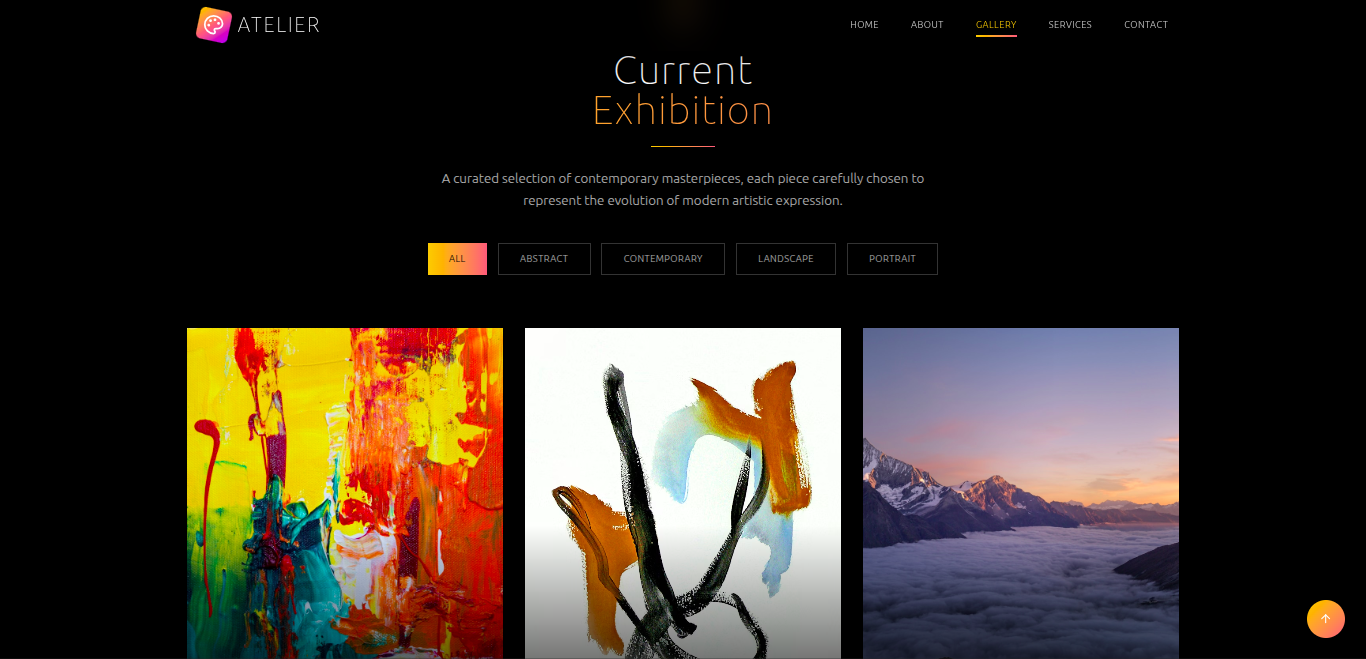 ATELIER
HOME
ABOUT
GALLERY
SERVICES
CONTACT
Current
Exhibition
A curated selection of contemporary masterpieces, each piece carefully chosen to
represent the evolution of modern artistic expression.
ALL
ABSTRACT
CONTEMPORARY
LANDSCAPE
PORTRAIT